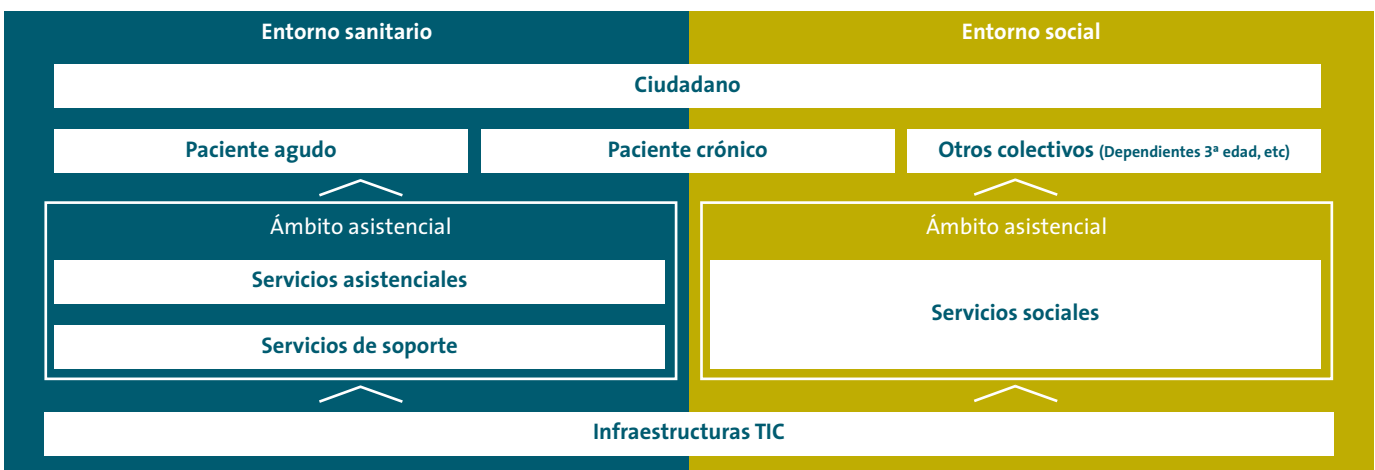 Entorno sanitario
Entorno social
Ciudadano
Paciente agudo
Paciente crónico
Otros colectivos (Dependientes 3ª edad, etc)
Ámbito asistencial
Ámbito asistencial
Servicios asistenciales
Servicios sociales
Servicios de soporte
Infraestructuras TIC